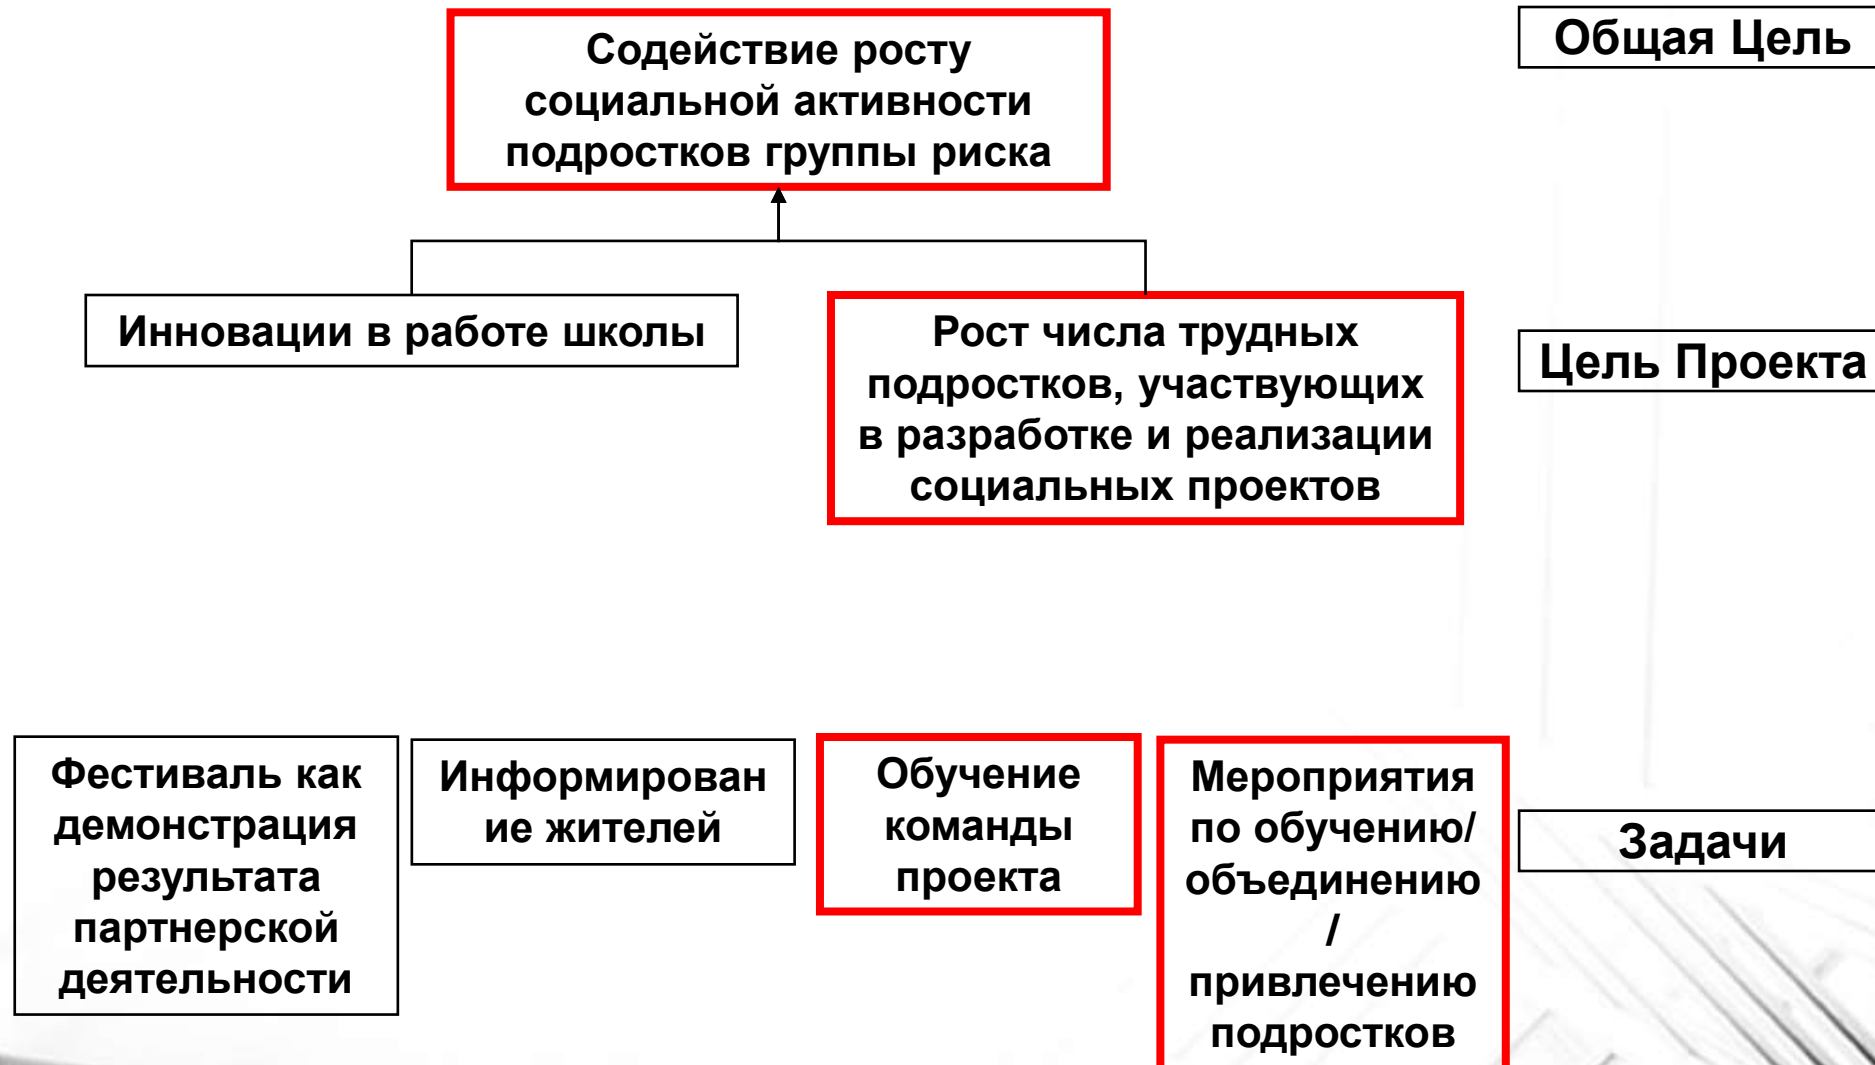 Содействие росту
социальной активности
подростков группы риска
Общая Цель
Инновации в работе школы
Рост числа трудных
подростков, участвующих
в разработке и реализации
социальных проектов
Цель Проекта
Фестиваль как
демонстрация
результата
партнерской
деятельности
Информирован
ие жителей
Обучение
команды
проекта
Мероприятия
по обучению/
объединению
/
привлечению
подростков
Задачи